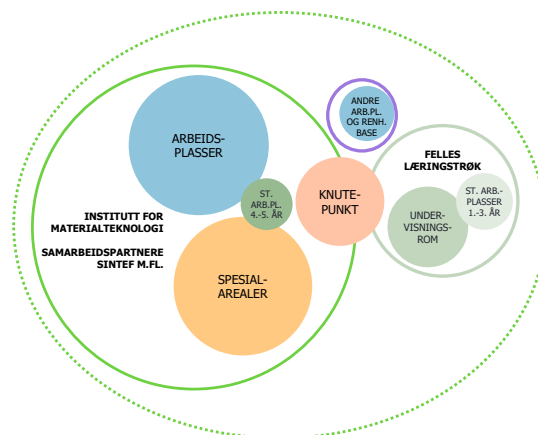 ARBEIDS-
PLASSER
ANDRE
ARB.PL.
OG RENH.
BASE
FELLES
LÆRINGSTRØK
ST.
ARB.PL.
4.-5. ÅR
KNUTE-
PUNKT
ST. ARB.-
PLASSER
1.-3. ÅR
UNDER-
VISNINGS-
ROM
INSTITUTT FOR
MATERIALTEKNOLOGI
SAMARBEIDSPARTNERE
SINTEF M.FL.
SPESIAL-
AREALER